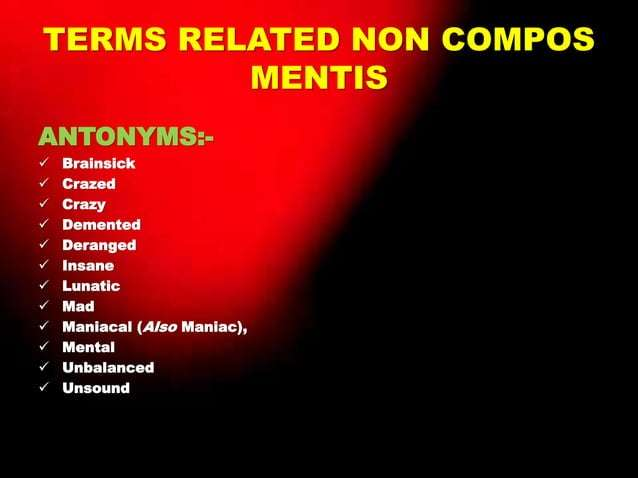 TERMS RELATED NON COMPOS
MENTIS
ANTONYMS:-
✓ Brainsick
✓ Crazed
✓ Crazy
✓ Demented
✓ Deranged
✓ Insane
✓ Lunatic
✓ Mad
✓ Maniacal (Also Maniac),
✓ Mental
✓ Unbalanced
✓ Unsound